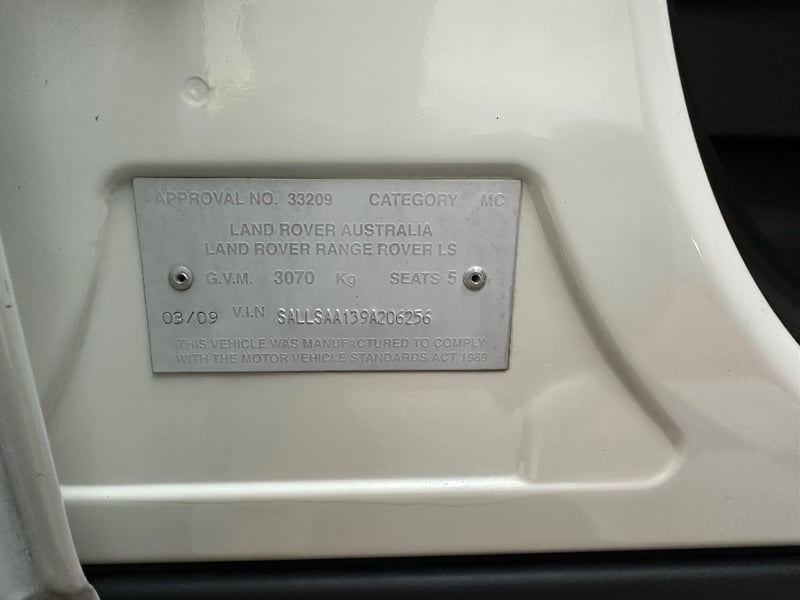 APPROVAL NO. 33209 CATEGORY MC
LAND ROVER AUSTRALIA
LAND ROVER RANGE ROVER LS
G.V.M. 3070 Kg SEATS 5
03/09 V.I.N SALLSAA139A206256
THIS VEHICLE WAS MANUFACTURED TO COMPLY
WITH THE MOTOR VEHICLE STANDARDS ACT 1989